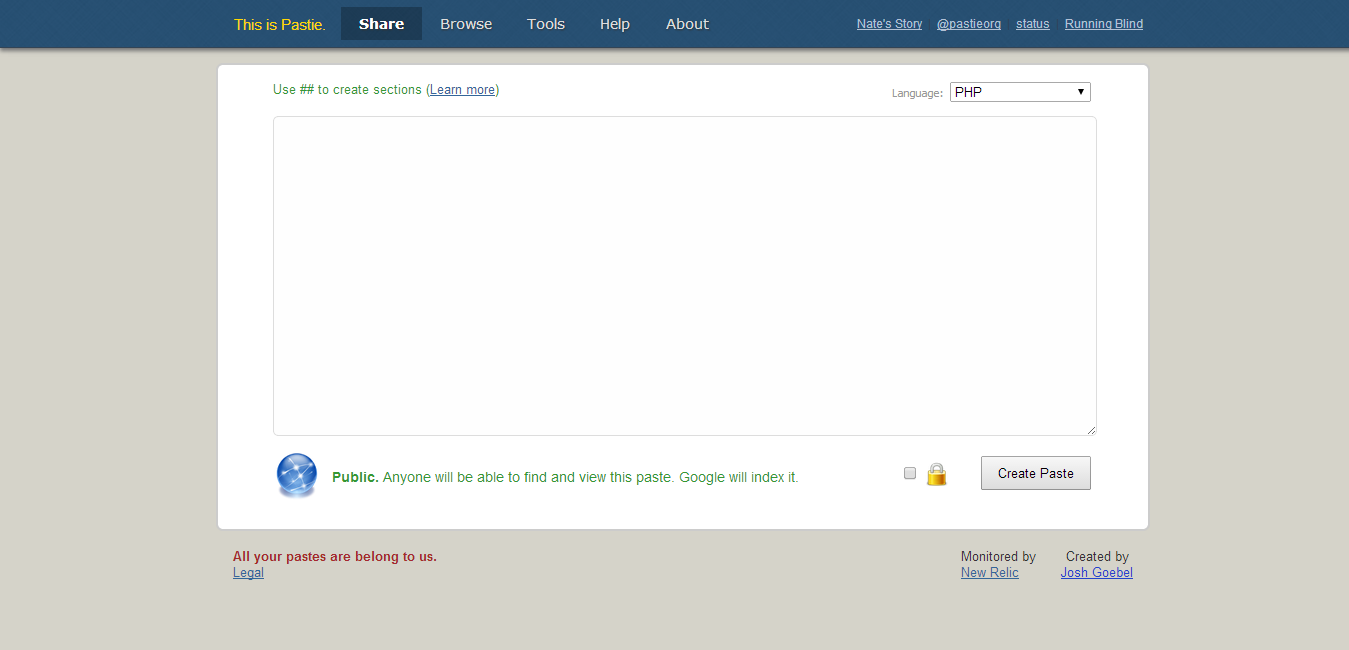 This is Pastie. Share Browse Tools Help About Nate's Story @pastieorg status Running Blind
Use ## to create sections (Learn more)
Language: PHP
Public. Anyone will be able to find and view this paste. Google will index it.
Create Paste
All your pastes are belong to us.
Legal
Monitored by
New Relic
Created by
Josh Goebel